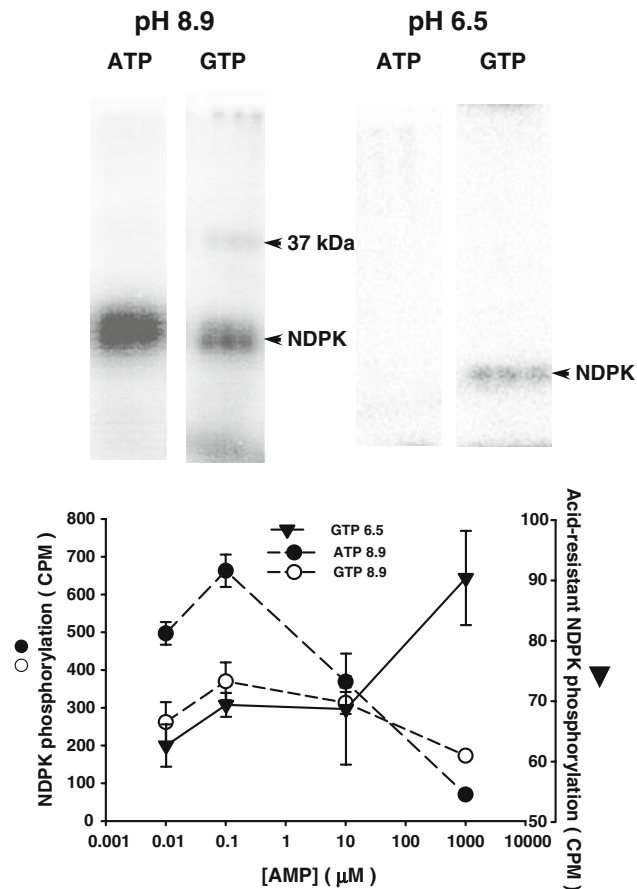 pH 8.9 pH 6.5
ATP GTP ATP GTP
37 kDa
NDPK
NDPK
GTP 6.5
ATP 8.9
GTP 8.9
NDPK phosphorylation ( CPM )
800
700
600
500
400
300
200
100
0
Acid-resistant NDPK phosphorylation ( CPM )
100
90
80
70
60
50
0.001 0.01 0.1 1 10 100 1000 10000
[AMP] ( µM )